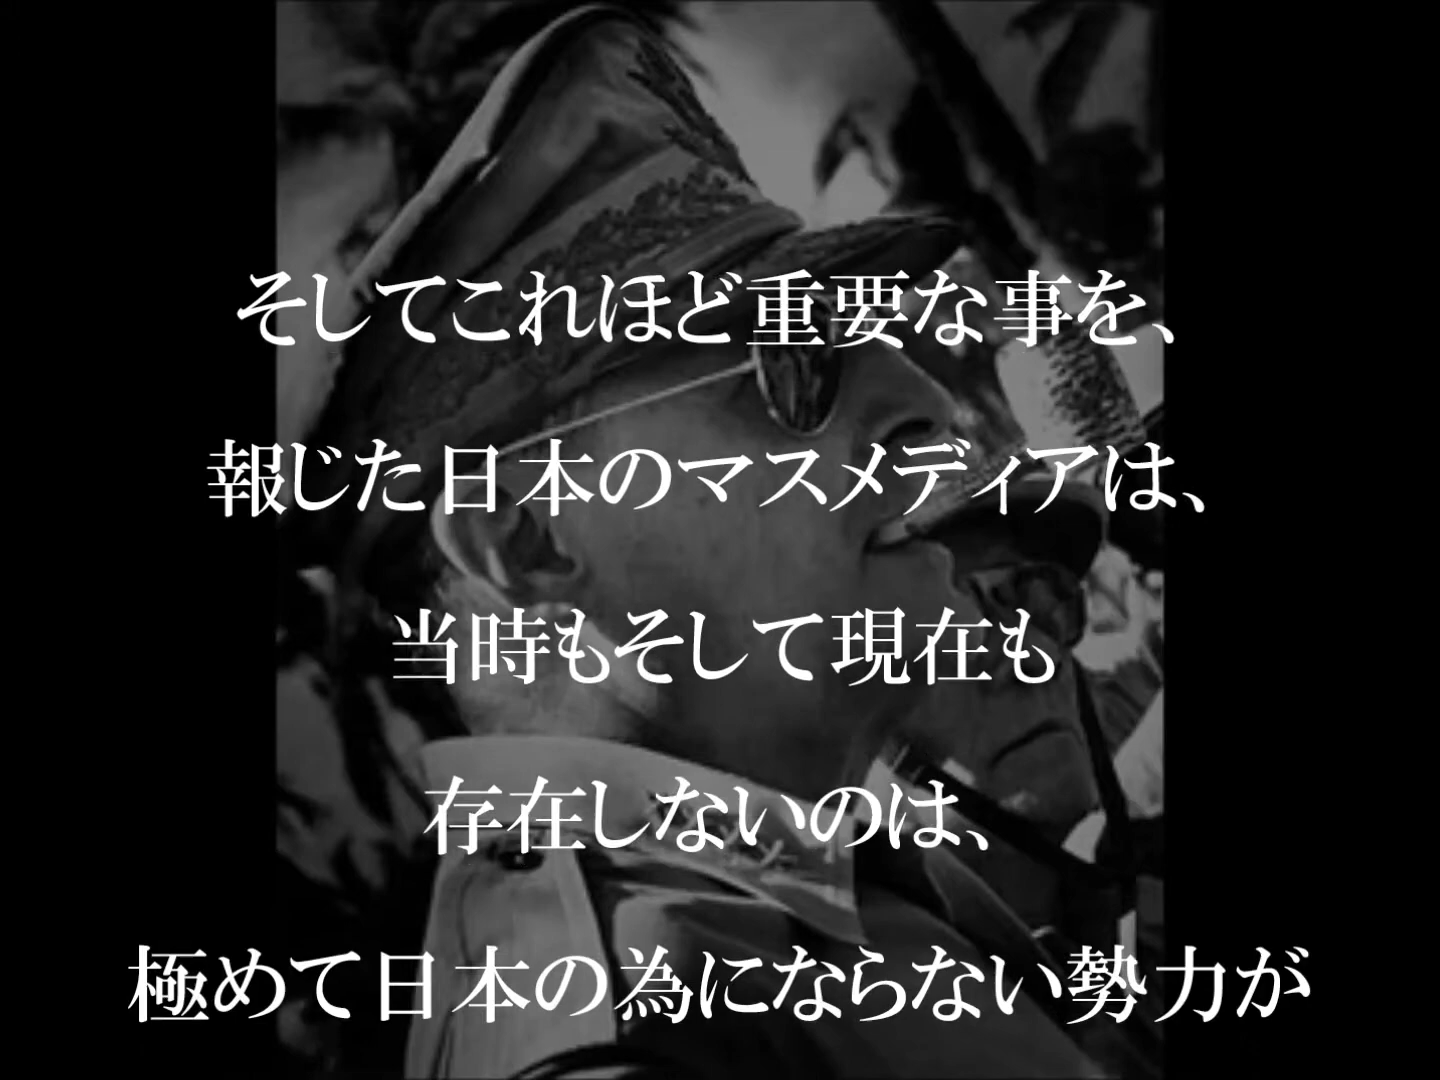 そしてこれほど重要な事を、
報じた日本のマスメディアは、
当時もそして現在も
存在しないのは、
極めて日本の為にならない勢力が